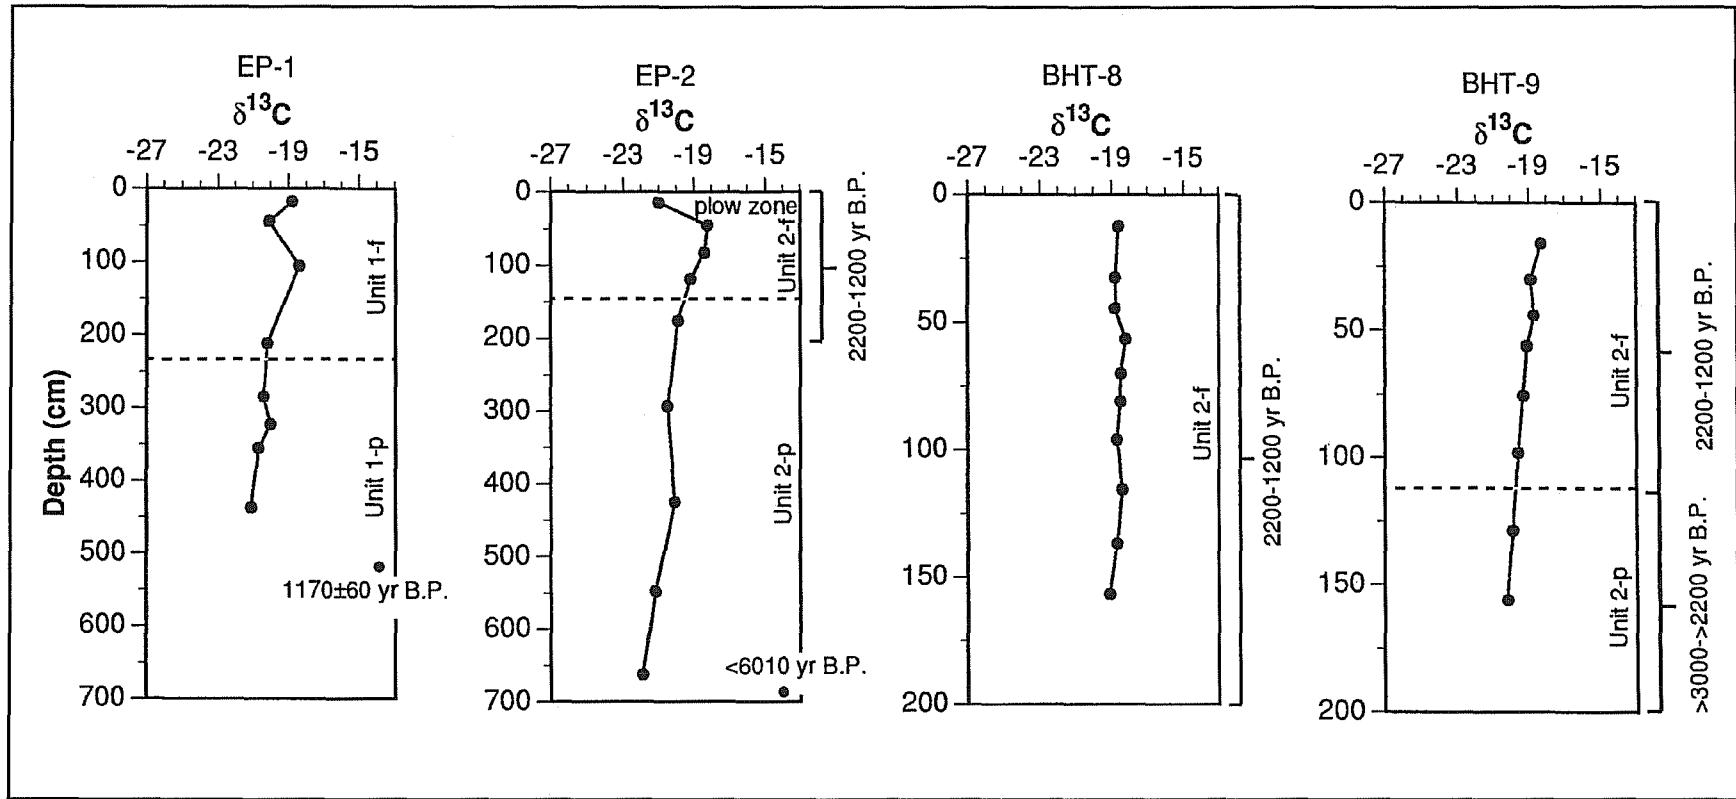 EP-1
δ13C
-27 -23 -19 -15
0
100
200
300
400
500
600
700
Depth (cm)
Unit 1-f
Unit 1-p
1170±60 yr B.P.
EP-2
δ13C
-27 -23 -19 -15
0
100
200
300
400
500
600
700
plow zone
Unit 2-f
Unit 2-p
2200-1200 yr B.P.
<6010 yr B.P.
BHT-8
δ13C
-27 -23 -19 -15
0
50
100
150
200
Unit 2-f
2200-1200 yr B.P.
BHT-9
δ13C
-27 -23 -19 -15
0
50
100
150
200
Unit 2-f
Unit 2-p
2200-1200 yr B.P.
>3000->2200 yr B.P.